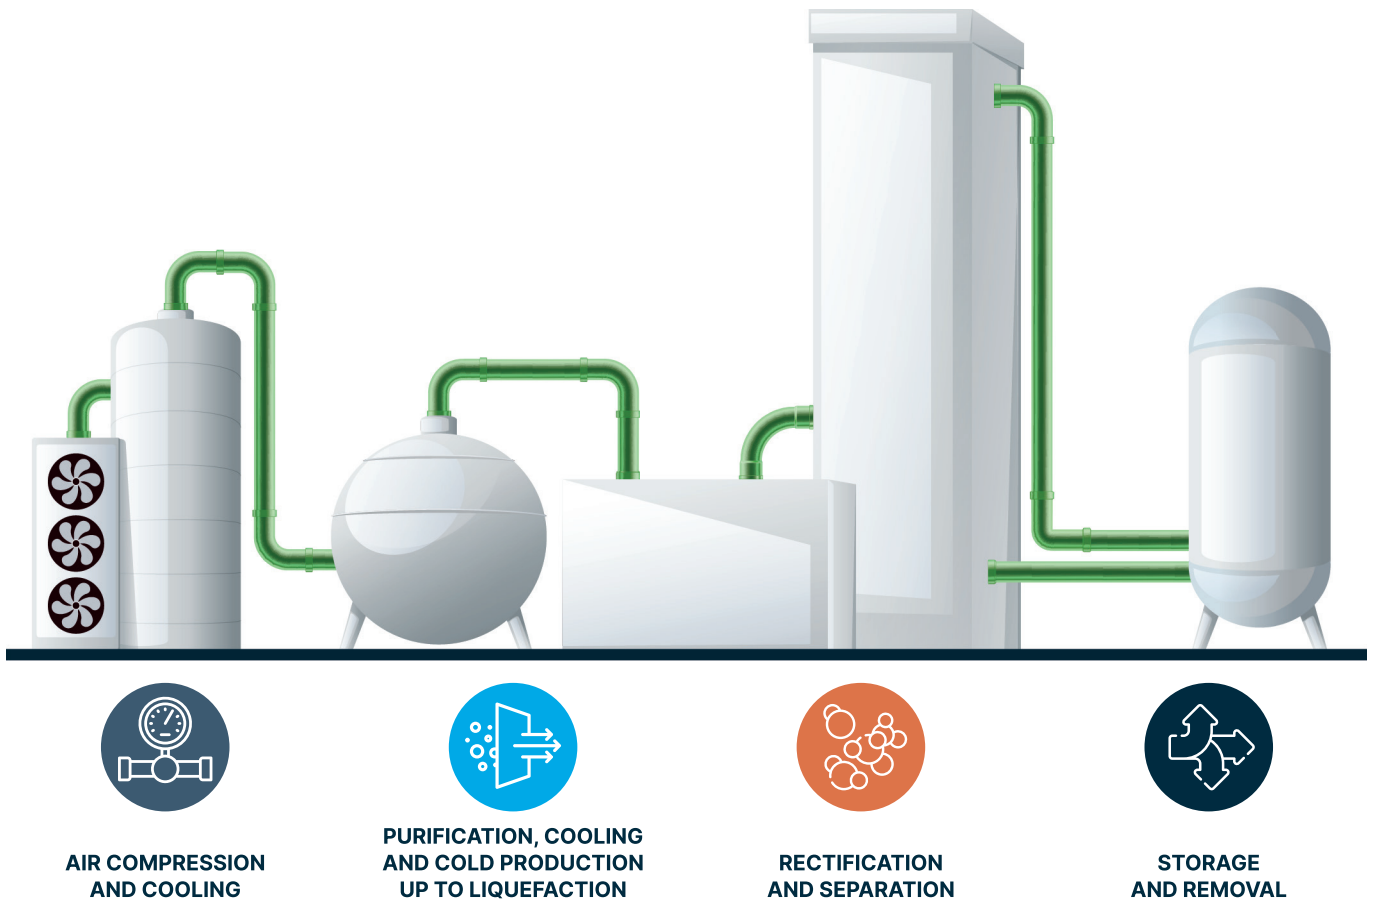 AIR COMPRESSION
AND COOLING
PURIFICATION, COOLING
AND COLD PRODUCTION
UP TO LIQUEFACTION
RECTIFICATION
AND SEPARATION
STORAGE
AND REMOVAL